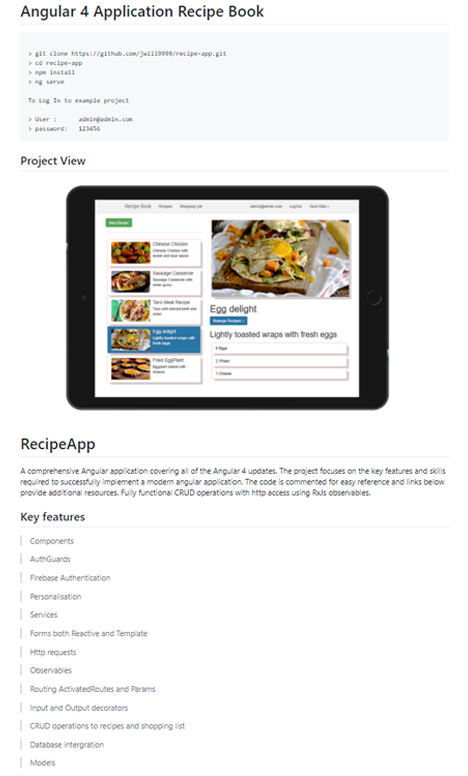 Angular 4 Application Recipe Book
> git clone https://github.com/jwill9999/recipe-app.git
> cd recipe-app
> npm install
> ng serve
To Log In to example project
> User : admin@admin.com
> password: 123456
Project View
Recipe Book Recipes Shopping List admin@admin.com LogOut Save Data
New Recipe
Chinese Chicken
Chinese Chicken with
sweet and sour sauce
Sausage Casserole
Sausage Casserole with
onion gravy
Taco Meat Recipe
Taco with minced beef and
Egg delight
Lightly toasted wraps with
fresh eggs
Fried EggPlant
Eggplant baked with
cheese
Egg delight
Manage Recipes
Lightly toasted wraps with fresh eggs
6 Eggs
2 Wraps
1 Cheese
RecipeApp
A comprehensive Angular application covering all of the Angular 4 updates. The project focuses on the key features and skills
required to successfully implement a modern angular application. The code is commented for easy reference and links below
provide additional resources. Fully functional CRUD operations with http access using RxJs observables.
Key features
Components
AuthGuards
Firebase Authentication
Personalisation
Services
Forms both Reactive and Template
Http requests
Observables
Routing ActivatedRoutes and Params
Input and Output decorators
CRUD operations to recipes and shopping list
Database intergration
Models